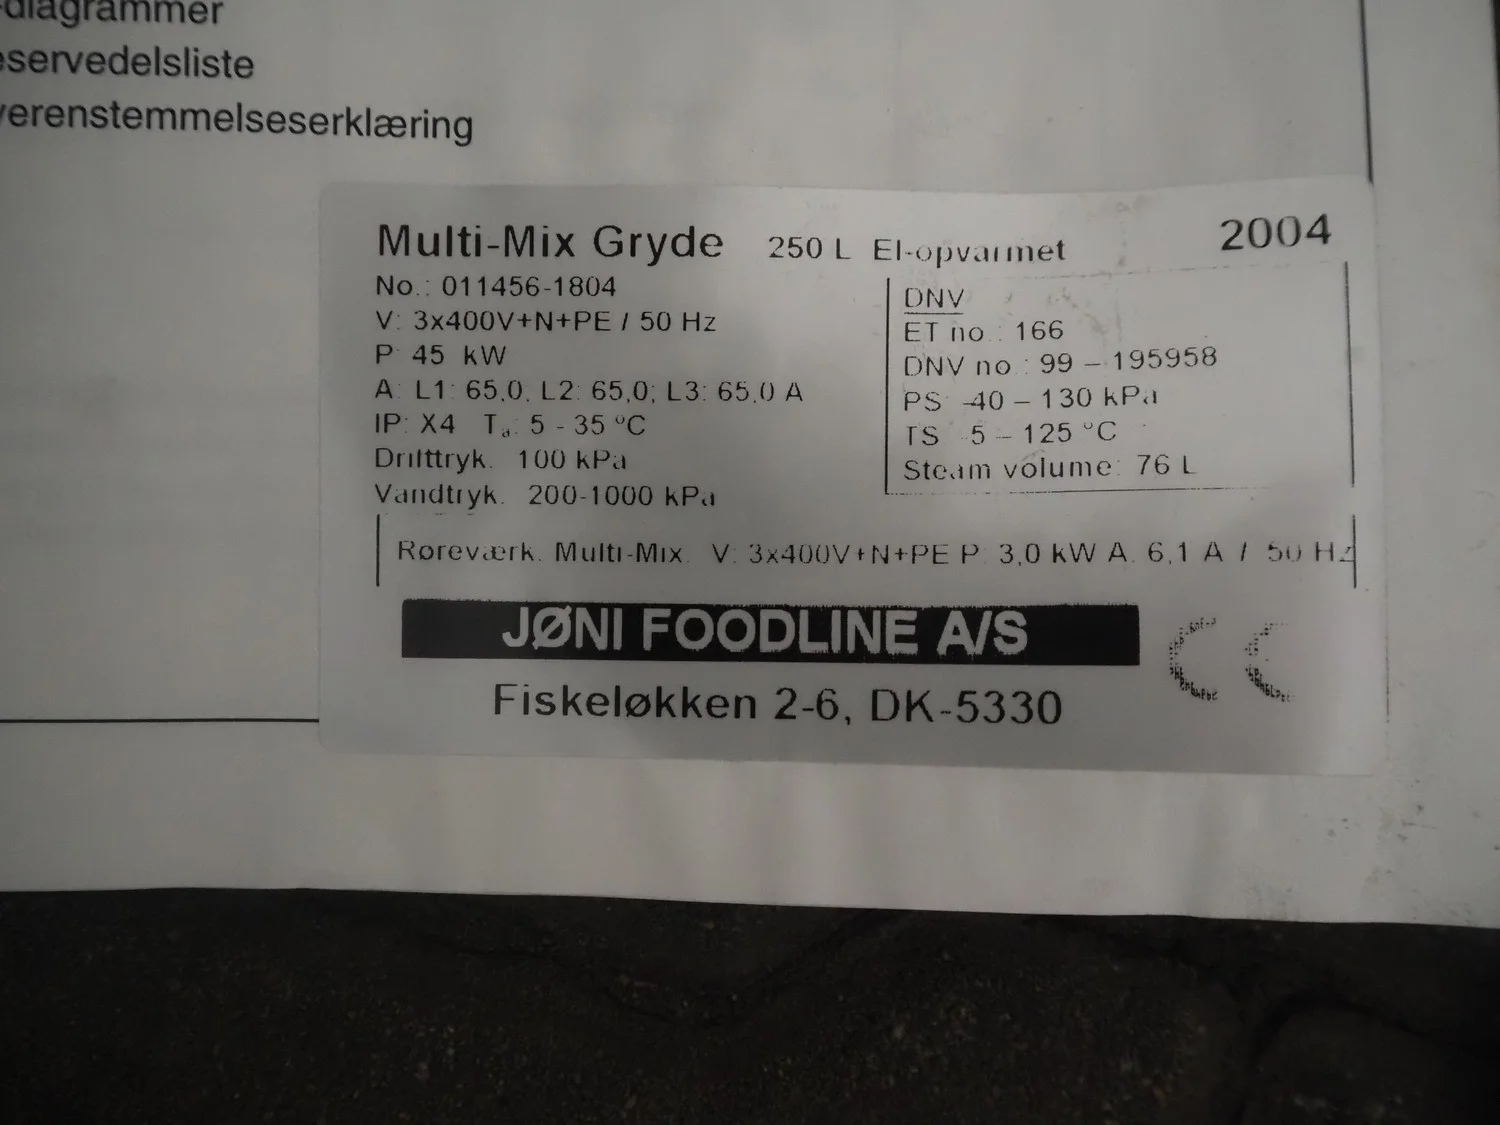 -diagrammer
servedelsliste
erenstemmelseserklæring
Multi-Mix Gryde 250 L El-opvarmet 2004
No.: 011456-1804
V: 3x400V+N+PE / 50 Hz
P: 45 kW
A: L1: 65,0, L2: 65,0; L3: 65,0 A
IP: X4 Ta: 5 - 35 °C
Drifttryk. 100 kPa
Vandtryk. 200-1000 kPa
DNV
ET no.: 166
DNV no.: 99 – 195958
PS: -40 – 130 kPa
TS 5 – 125 °C
Steam volume: 76 L
Røreværk. Multi-Mix. V: 3x400V+N+PE P: 3,0 kW A. 6,1 A / 50 Hz
JØNI FOODLINE A/S
CE
Fiskeløkken 2-6, DK-5330